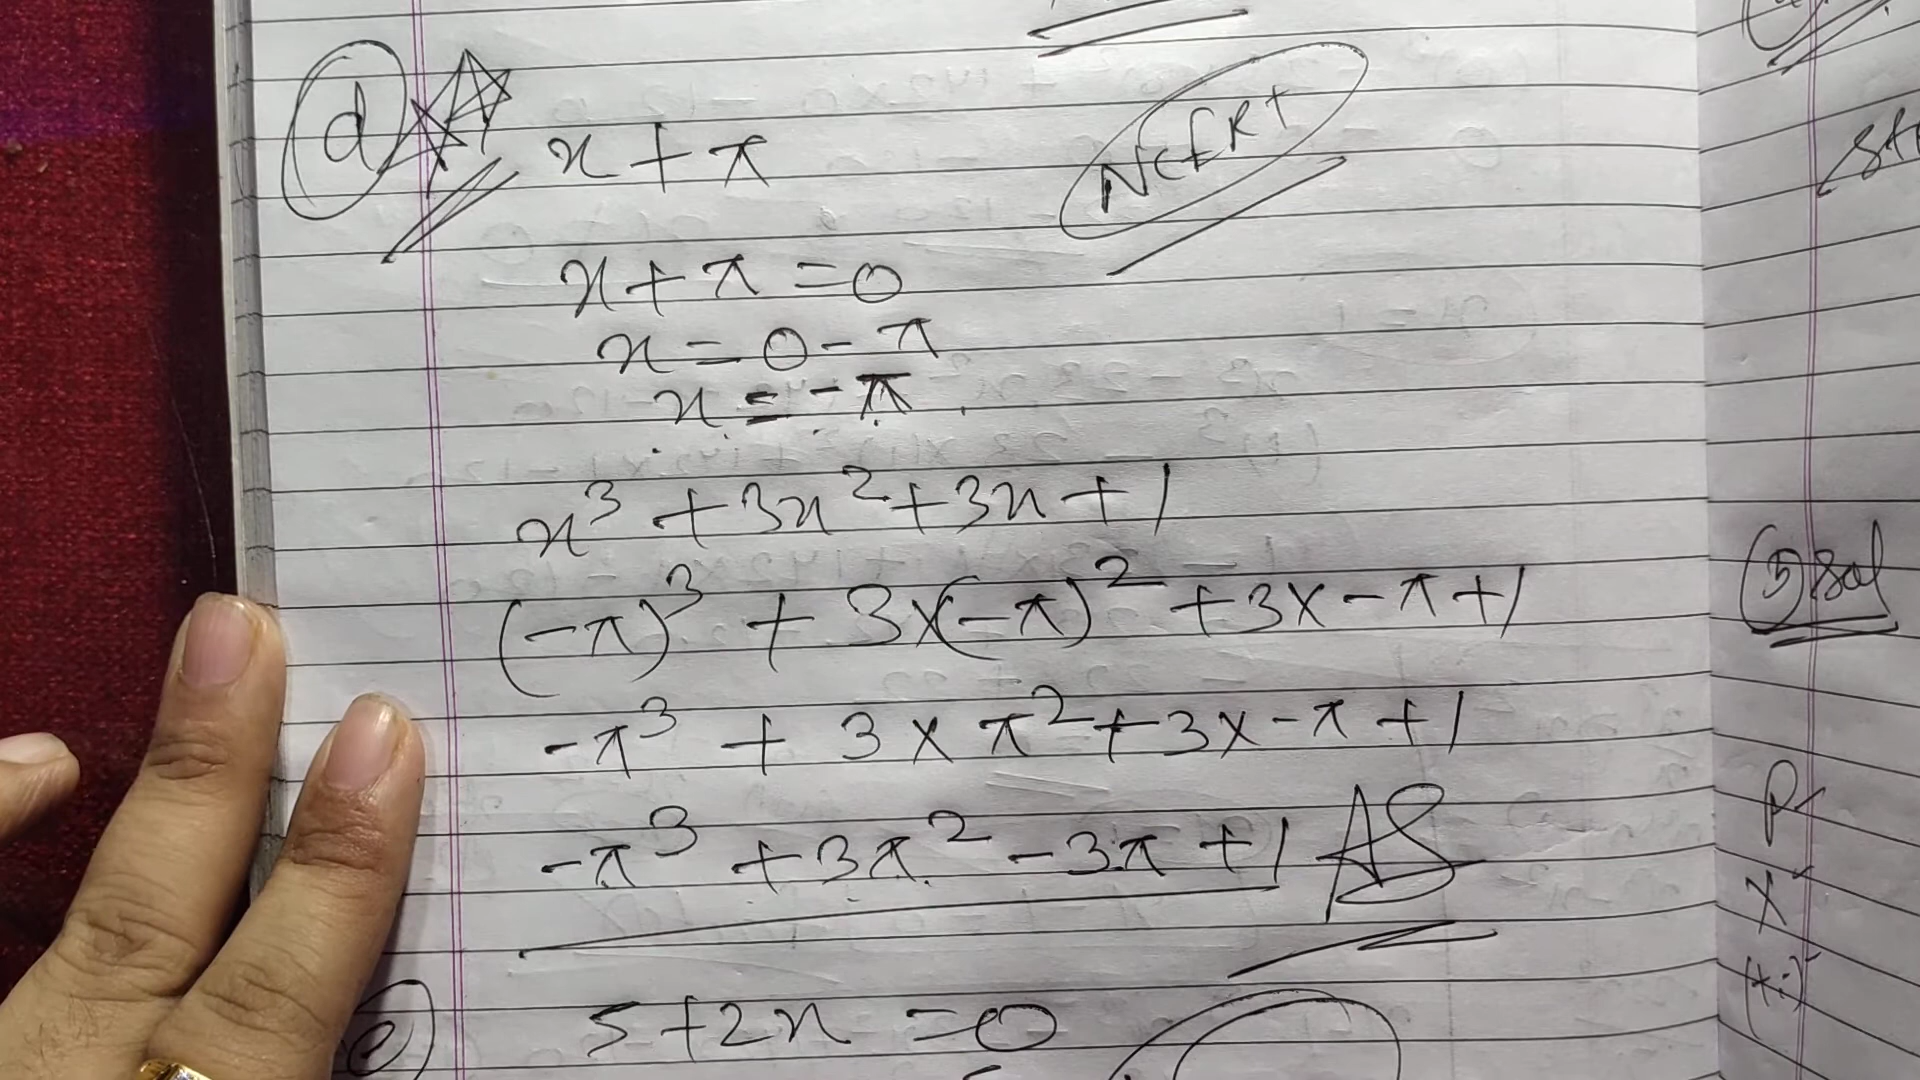 (d) x + π NCERT
x + π = 0
x = 0 - π
x = - π
x³ + 3x² + 3x + 1
(-π)³ + 3×(-π)² + 3× - π + 1
-π³ + 3 × π² + 3× - π + 1
-π³ + 3π² - 3π + 1 AS
(e) 5 + 2x = 0
(5) Sol